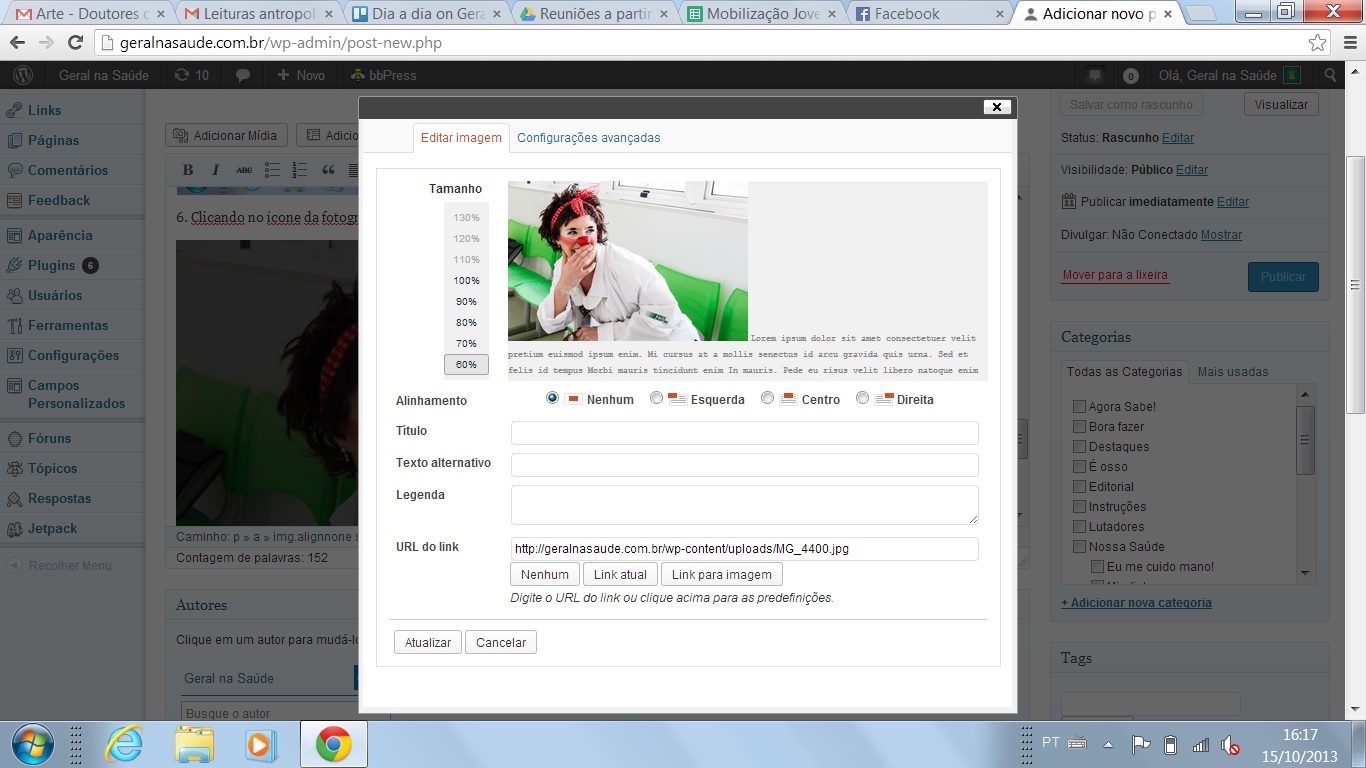 Arte - Doutores c
Leituras antropol
Dia a dia on Gera
Reuniões a partir
Mobilização Jove
Facebook
Adicionar novo p
geralnasaude.com.br/wp-admin/post-new.php
Geral na Saúde
10
Novo
bbPress
0
Olá, Geral na Saúde
Links
Páginas
Comentários
Feedback
Aparência
Plugins 6
Usuários
Ferramentas
Configurações
Campos
Personalizados
Fóruns
Tópicos
Respostas
Jetpack
Recolher Menu
Adicionar Mídia
Adicio
B I ABC
6. Clicando no ícone da fotogr
Caminho: p » a » img.alignnone s
Contagem de palavras: 152
Autores
Clique em um autor para mudá-lo
Geral na Saúde
Busque o autor
Editar imagem
Configurações avançadas
Tamanho
130%
120%
110%
100%
90%
80%
70%
60%
Lorem ipsum dolor sit amet consectetuer velit
pretium euismod ipsum enim. Mi cursus at a mollis senectus id arcu gravida quis urna. Sed et
felis id tempus Morbi mauris tincidunt enim In mauris. Pede eu risus velit libero natoque enim
Alinhamento
Nenhum
Esquerda
Centro
Direita
Título
Texto alternativo
Legenda
URL do link
http://geralnasaude.com.br/wp-content/uploads/MG_4400.jpg
Nenhum
Link atual
Link para imagem
Digite o URL do link ou clique acima para as predefinições.
Atualizar
Cancelar
Salvar como rascunho
Visualizar
Status: Rascunho Editar
Visibilidade: Público Editar
Publicar imediatamente Editar
Divulgar: Não Conectado Mostrar
Mover para a lixeira
Publicar
Categorias
Todas as Categorias
Mais usadas
Agora Sabe!
Bora fazer
Destaques
É osso
Editorial
Instruções
Lutadores
Nossa Saúde
Eu me cuido mano!
+ Adicionar nova categoria
Tags
PT
16:17
15/10/2013